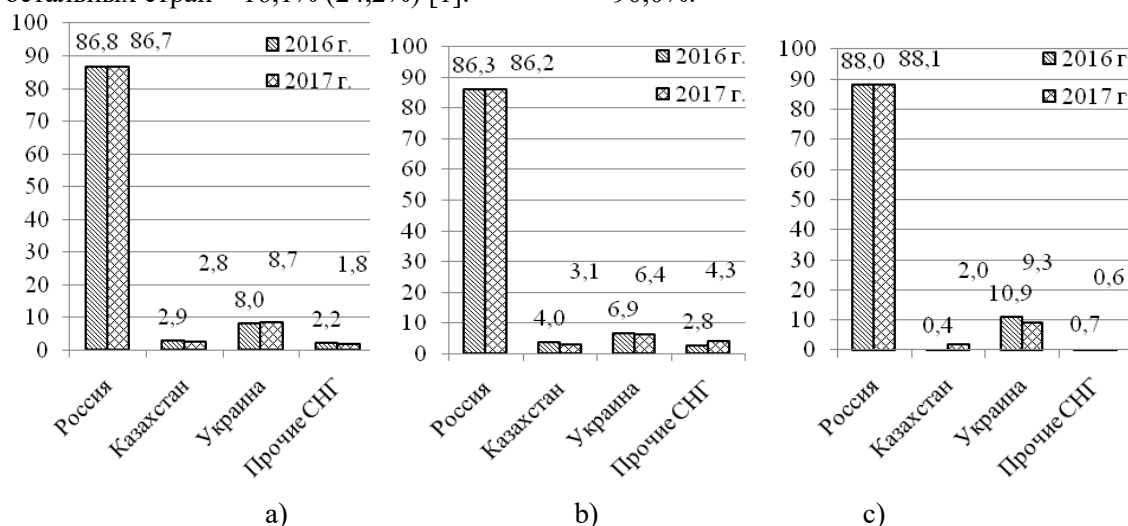 остальных стран (24,2%) [1].
100
90
80
70
60
50
40
30
20
10
0
86,8 86,7
2016 г.
2017 г.
2,8 8,7 1,8
2,9 8,0 2,2
Россия
Казахстан
Украина
Прочие СНГ
a)
100
90
80
70
60
50
40
30
20
10
0
86,3 86,2
2016 г.
2017 г.
3,1 6,4 4,3
4,0 6,9 2,8
Россия
Казахстан
Украина
Прочие СНГ
b)
100
90
80
70
60
50
40
30
20
10
0
88,0 88,1
2016 г
2017 г
2,0 9,3 0,6
0,4 10,9 0,7
Россия
Казахстан
Украина
Прочие СНГ
c)